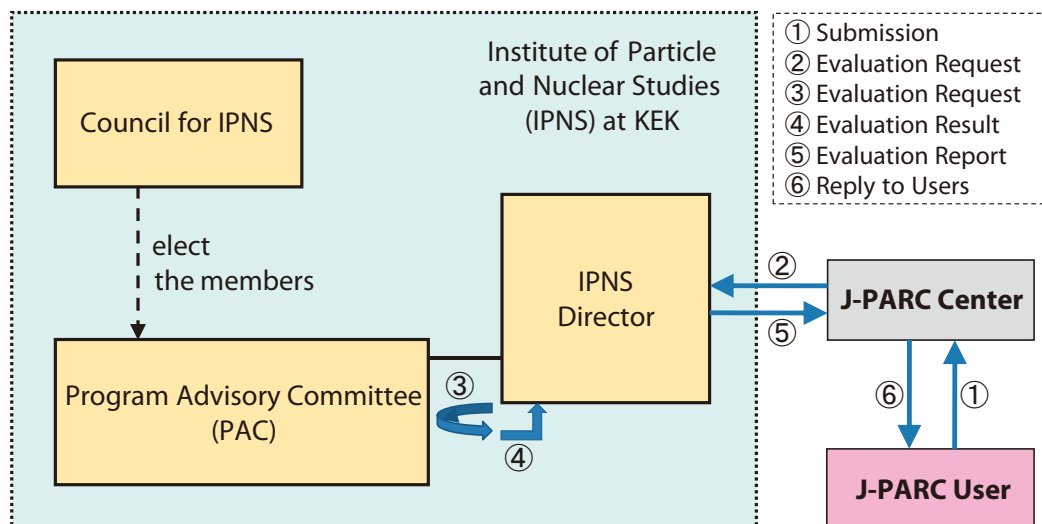 Institute of Particle
and Nuclear Studies
(IPNS) at KEK
Council for IPNS
elect
the members
IPNS
Director
Program Advisory Committee
(PAC)
③
④
② 
⑤
J-PARC Center
⑥
①
J-PARC User
① Submission
② Evaluation Request
③ Evaluation Request
④ Evaluation Result
⑤ Evaluation Report
⑥ Reply to Users